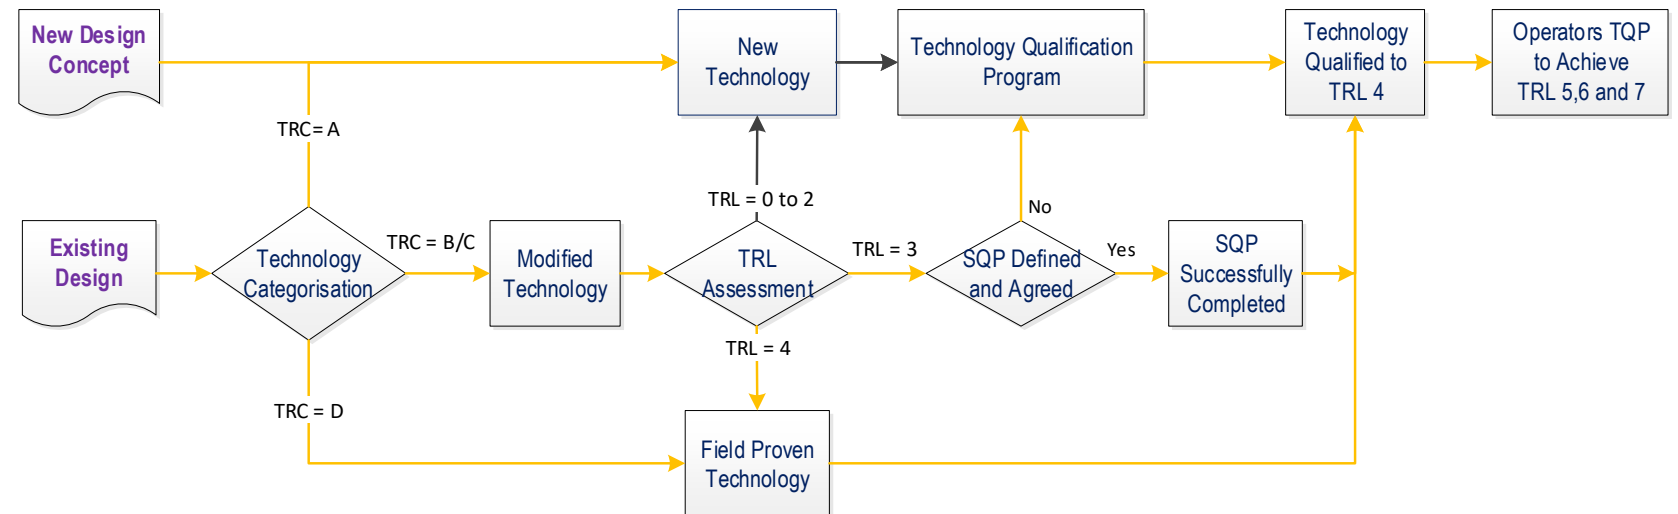 New Design
Concept
New
Technology
Technology Qualification
Program
Technology
Qualified to
TRL 4
Operators TQP
to Achieve
TRL 5,6 and 7
TRC= A
TRL = 0 to 2
No
Existing
Design
Technology
Categorisation
TRC = B/C
Modified
Technology
TRL
Assessment
TRL = 3
SQP Defined
and Agreed
Yes
SQP
Successfully
Completed
TRL = 4
TRC = D
Field Proven
Technology